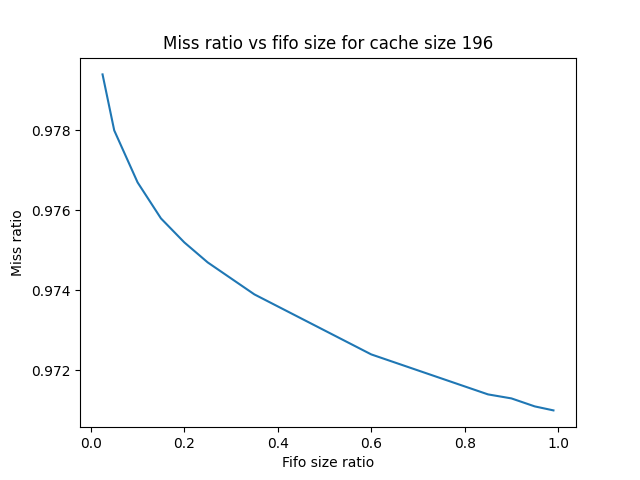 Miss ratio vs fifo size for cache size 196
Miss ratio
0.978
0.976
0.974
0.972
0.0 0.2 0.4 0.6 0.8 1.0
Fifo size ratio